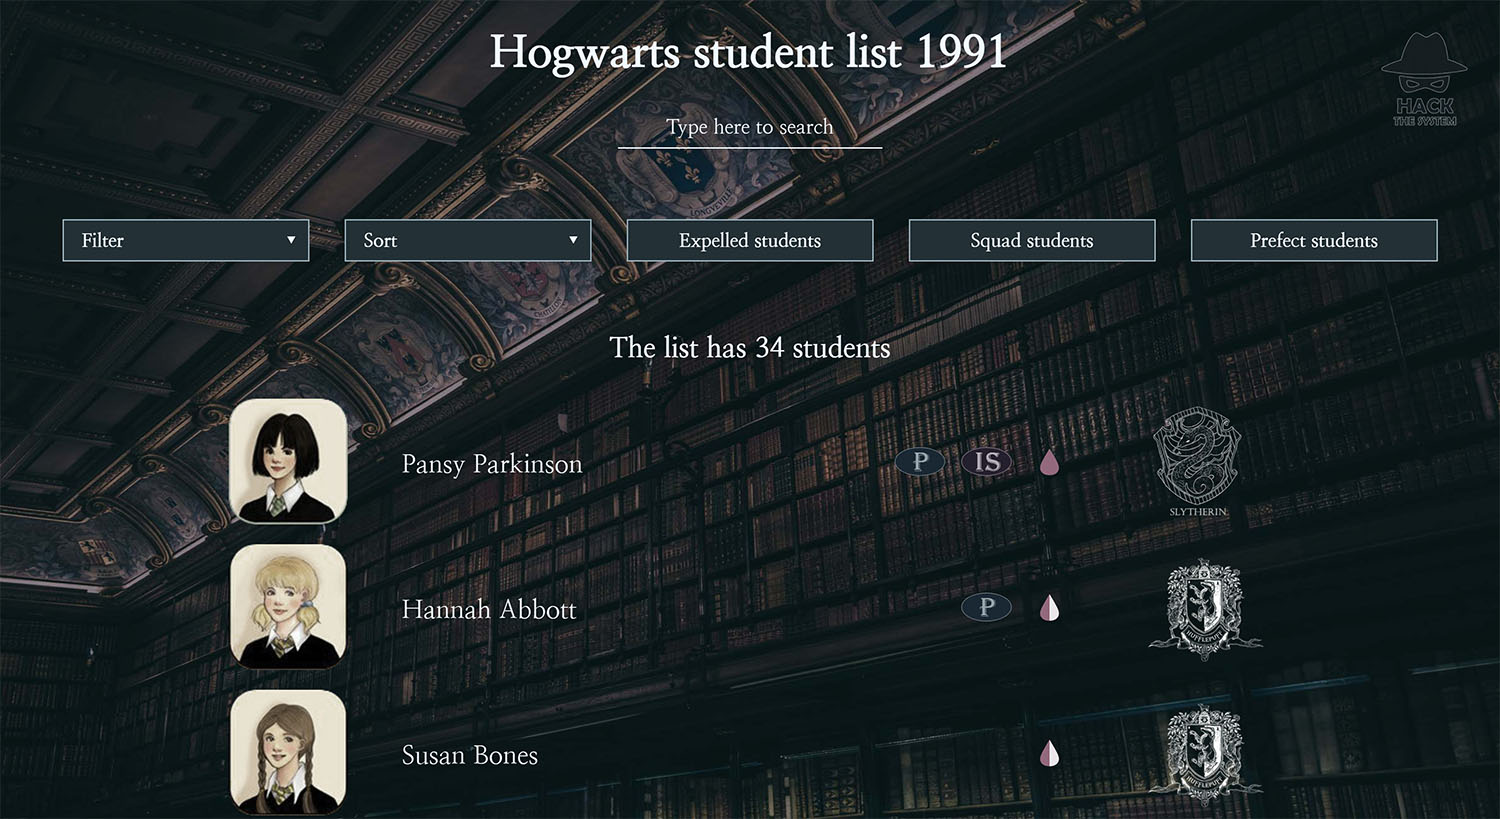 Hogwarts student list 1991
HACK
THE SYSTEM
Type here to search
LONGVEVILLE
Filter ▼
Sort ▼
Expelled students
Squad students
Prefect students
The list has 34 students
Pansy Parkinson
P
IS
SLYTHERIN
Hannah Abbott
P
HUFFLEPUFF
Susan Bones
HUFFLEPUFF